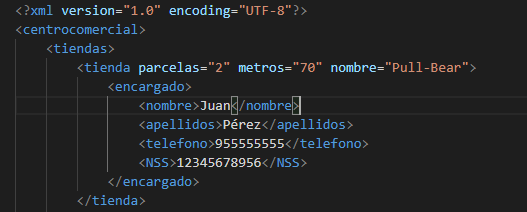 <?xml version="1.0" encoding="UTF-8"?>
<centrocomercial>
<tiendas>
<tienda parcelas="2" metros="70" nombre="Pull-Bear">
<encargado>
<nombre>Juan</nombre>
<apellidos>Pérez</apellidos>
<telefono>955555555</telefono>
<NSS>12345678956</NSS>
</encargado>
</tienda>